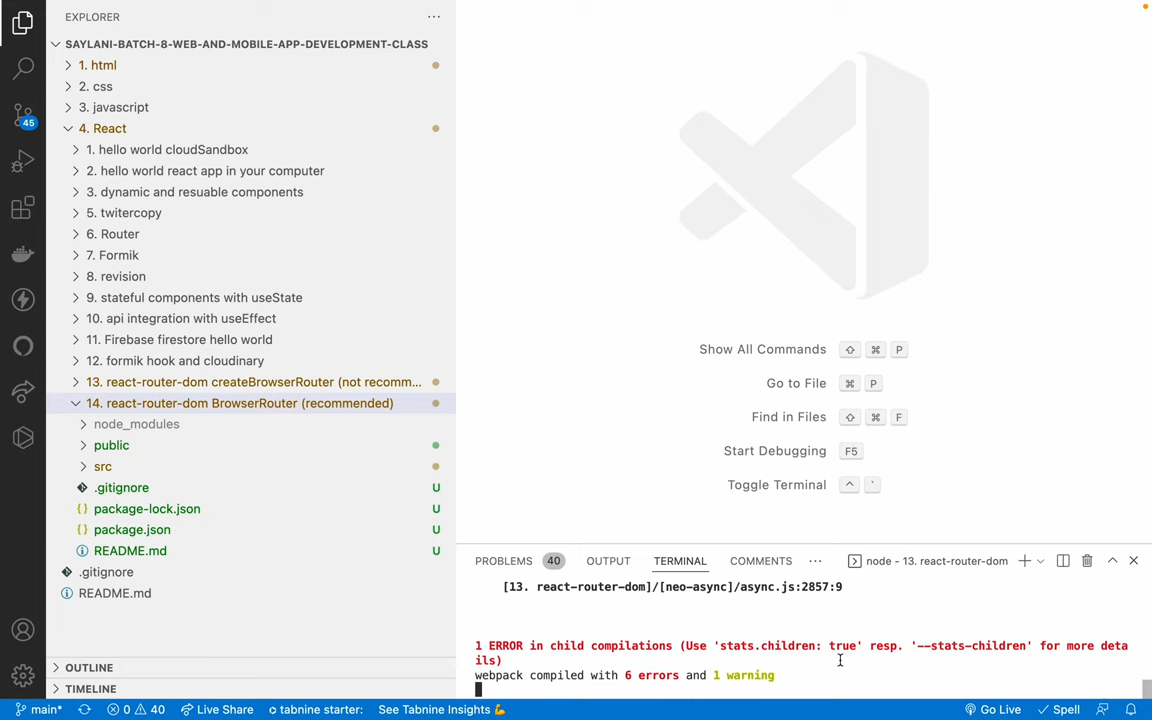 EXPLORER
SAYLANI-BATCH-8-WEB-AND-MOBILE-APP-DEVELOPMENT-CLASS
1. html
2. css
3. javascript
4. React
1. hello world cloudSandbox
2. hello world react app in your computer
3. dynamic and resuable components
5. twitercopy
6. Router
7. Formik
8. revision
9. stateful components with useState
10. api integration with useEffect
11. Firebase firestore hello world
12. formik hook and cloudinary
13. react-router-dom createBrowserRouter (not recomm...
14. react-router-dom BrowserRouter (recommended)
node_modules
public
src
.gitignore U
package-lock.json U
package.json U
README.md U
.gitignore
README.md
OUTLINE
TIMELINE
45
Show All Commands ⇧ ⌘ P
Go to File ⌘ P
Find in Files ⇧ ⌘ F
Start Debugging F5
Toggle Terminal ^ `
PROBLEMS 40 OUTPUT TERMINAL COMMENTS ... node - 13. react-router-dom
[13. react-router-dom]/[neo-async]/async.js:2857:9
1 ERROR in child compilations (Use 'stats.children: true' resp. '--stats-children' for more deta
ils)
webpack compiled with 6 errors and 1 warning
main* 0 40 Live Share tabnine starter: See Tabnine Insights 💪 Go Live Spell